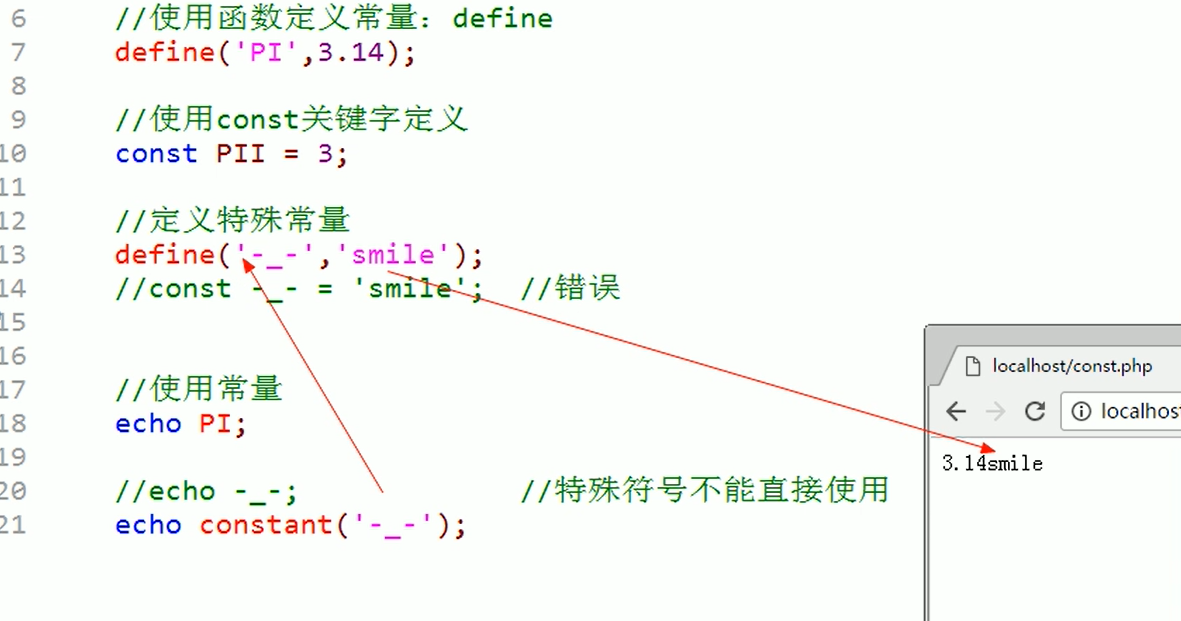 6 //使用函数定义常量：define
7 define('PI',3.14);
8
9 //使用const关键字定义
10 const PII = 3;
11
12 //定义特殊常量
13 define('-_-','smile');
14 //const -_- = 'smile'; //错误
15
16
17 //使用常量
18 echo PI;
19
20 //echo -_-; //特殊符号不能直接使用
21 echo constant('-_-');
localhost/const.php
localhost
3.14smile